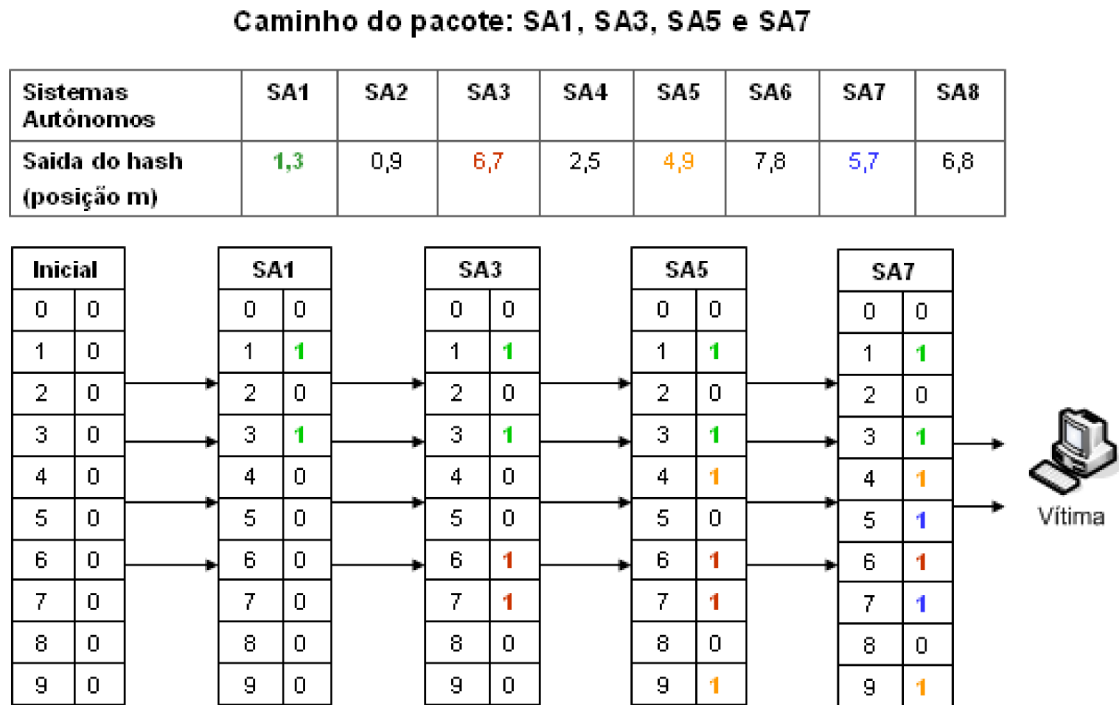 Caminho do pacote: SA1, SA3, SA5 e SA7
Sistemas Autônomos SA1 SA2 SA3 SA4 SA5 SA6 SA7 SA8
Saida do hash (posição m) 1,3 0,9 6,7 2,5 4,9 7,8 5,7 6,8
Inicial SA1 SA3 SA5 SA7
0 0 0 0 0 0 0 0 0 0
1 0 1 1 1 1 1 1 1 1
2 0 2 0 2 0 2 0 2 0
3 0 3 1 3 1 3 1 3 1
4 0 4 0 4 0 4 1 4 1
5 0 5 0 5 0 5 0 5 1
6 0 6 0 6 1 6 1 6 1
7 0 7 0 7 1 7 1 7 1
8 0 8 0 8 0 8 0 8 0
9 0 9 0 9 0 9 1 9 1
Vítima